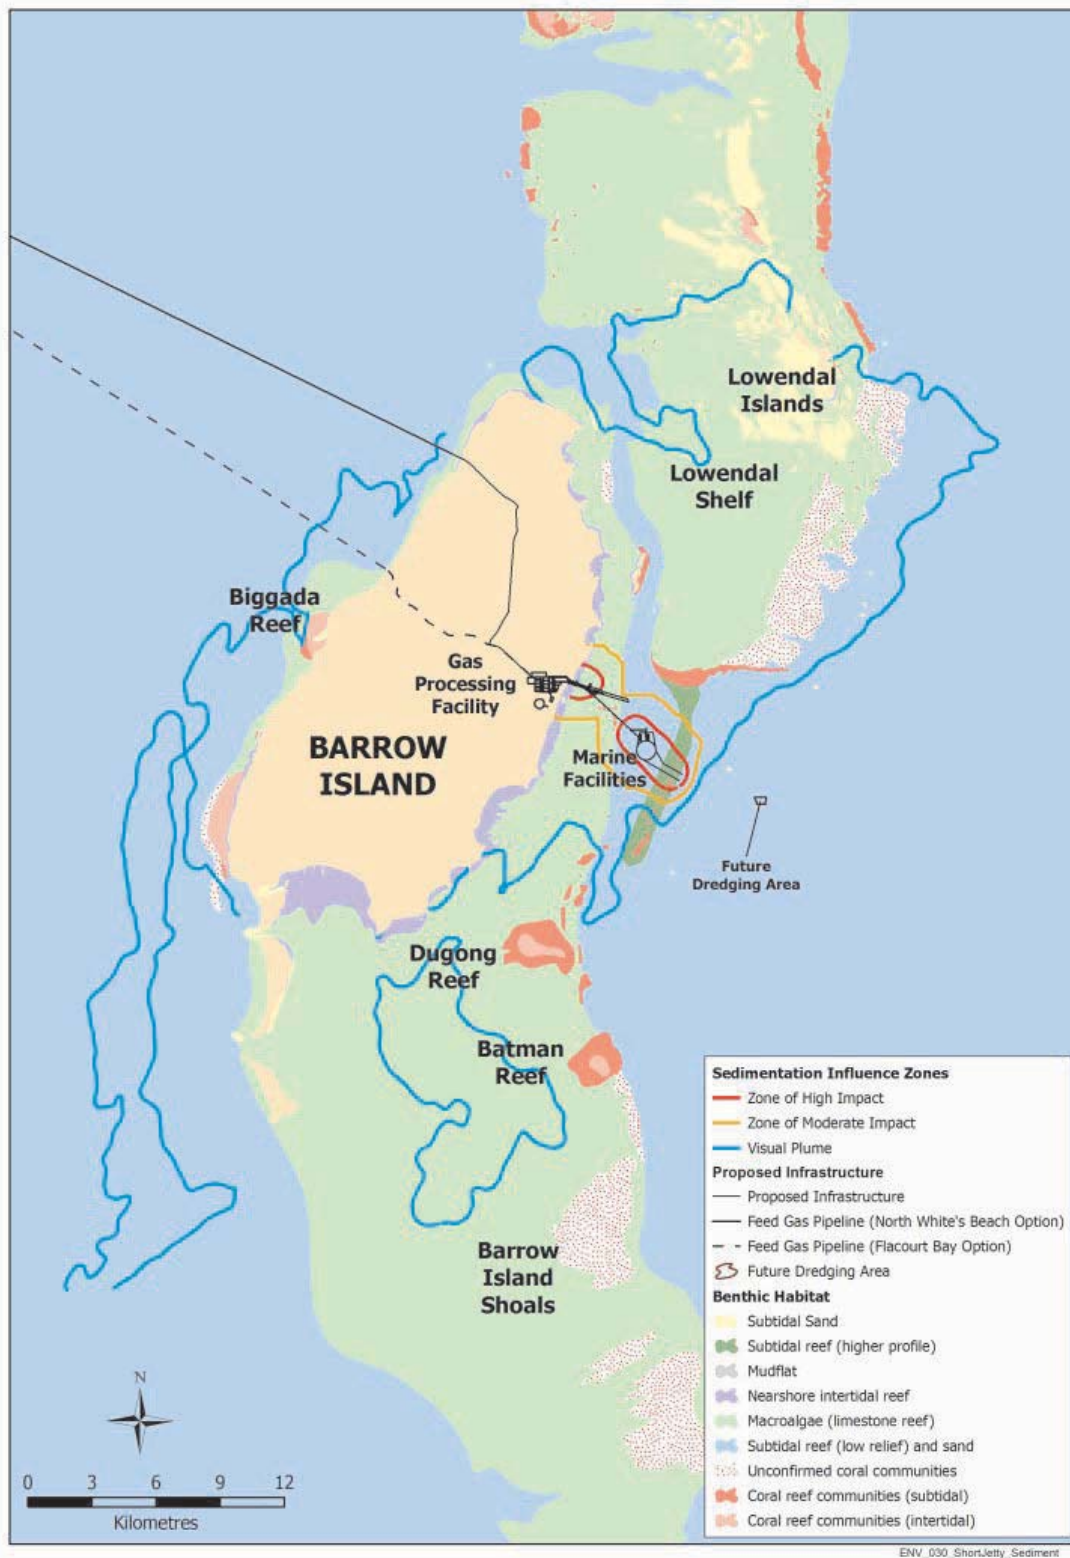 Lowendal
Islands
Lowendal
Shelf
Biggada
Reef
Gas
Processing
Facility
BARROW
ISLAND
Marine
Facilities
Future
Dredging Area
Dugong
Reef
Batman
Reef
Barrow
Island
Shoals
N
0 3 6 9 12
Kilometres
Sedimentation Influence Zones
Zone of High Impact
Zone of Moderate Impact
Visual Plume
Proposed Infrastructure
Proposed Infrastructure
Feed Gas Pipeline (North White's Beach Option)
Feed Gas Pipeline (Flacourt Bay Option)
Future Dredging Area
Benthic Habitat
Subtidal Sand
Subtidal reef (higher profile)
Mudflat
Nearshore intertidal reef
Macroalgae (limestone reef)
Subtidal reef (low relief) and sand
Unconfirmed coral communities
Coral reef communities (subtidal)
Coral reef communities (intertidal)
ENV_030_ShortJetty_Sediment